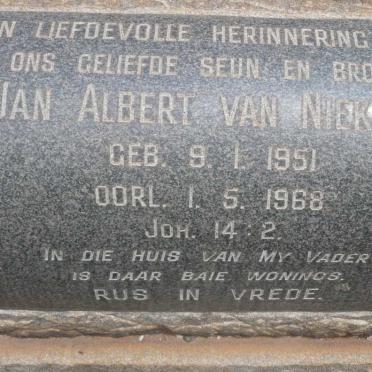 N LIEFDEVOLLE HERINNERING
ONS GELIEFDE SEUN EN BRO
JAN ALBERT VAN NIEK
GEB. 9. 1. 1951
OORL. 1. 5. 1968
JOH. 14:2.
IN DIE HUIS VAN MY VADER
IS DAAR BAIE WONINGS.
RUS IN VREDE.